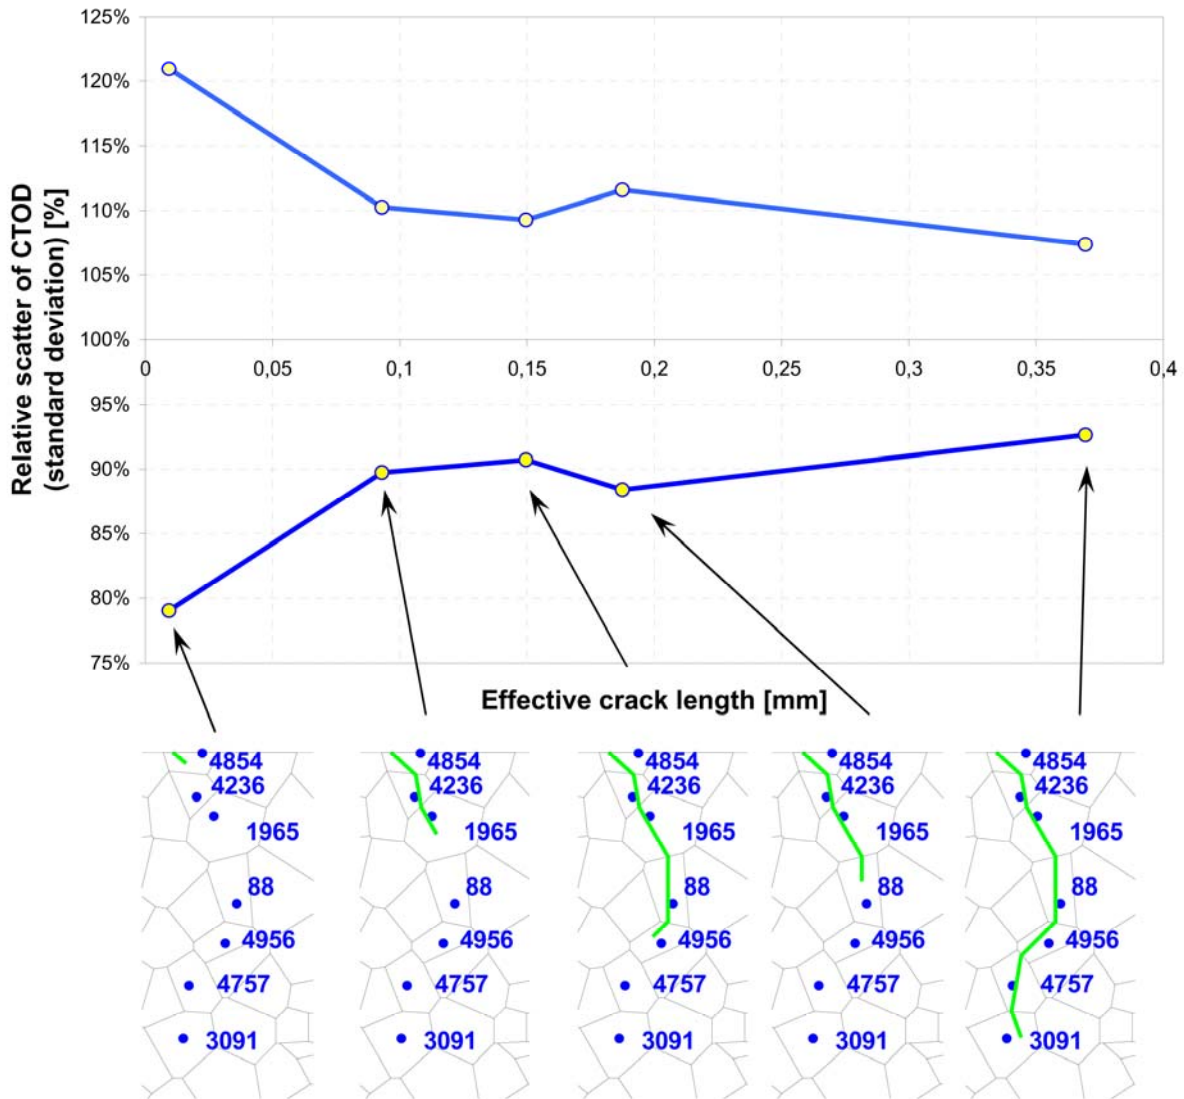 125%
120%
115%
110%
105%
100%
95%
90%
85%
80%
75%
Relative scatter of CTOD
(standard deviation) [%]
0 0,05 0,1 0,15 0,2 0,25 0,3 0,35 0,4
Effective crack length [mm]
4854 4854 4854 4854 4854
4236 4236 4236 4236 4236
1965 1965 1965 1965 1965
88 88 88 88 88
4956 4956 4956 4956 4956
4757 4757 4757 4757 4757
3091 3091 3091 3091 3091